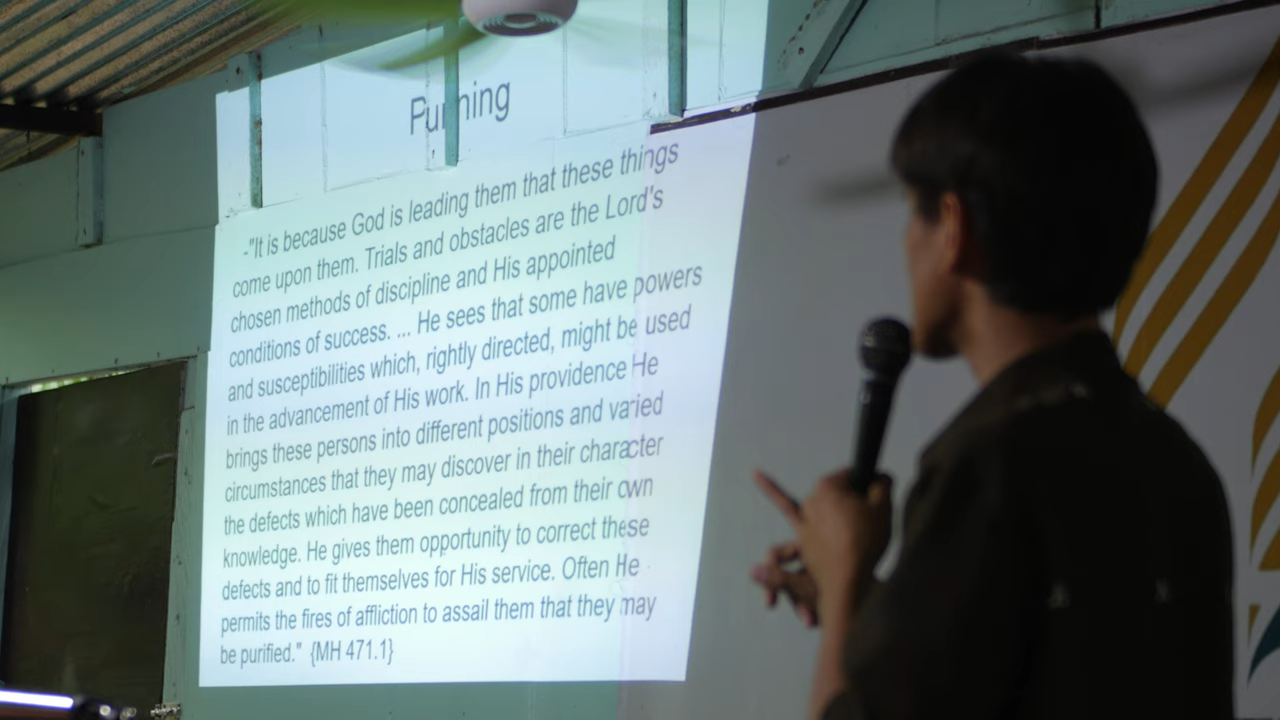 -"It is because God is leading them that these things
come upon them. Trials and obstacles are the Lord's
chosen methods of discipline and His appointed
conditions of success. ... He sees that some have powers
and susceptibilities which, rightly directed, might be used
in the advancement of His work. In His providence He
brings these persons into different positions and varied
circumstances that they may discover in their character
the defects which have been concealed from their own
knowledge. He gives them opportunity to correct these
defects and to fit themselves for His service. Often He
permits the fires of affliction to assail them that they may
be purified." {MH 471.1}